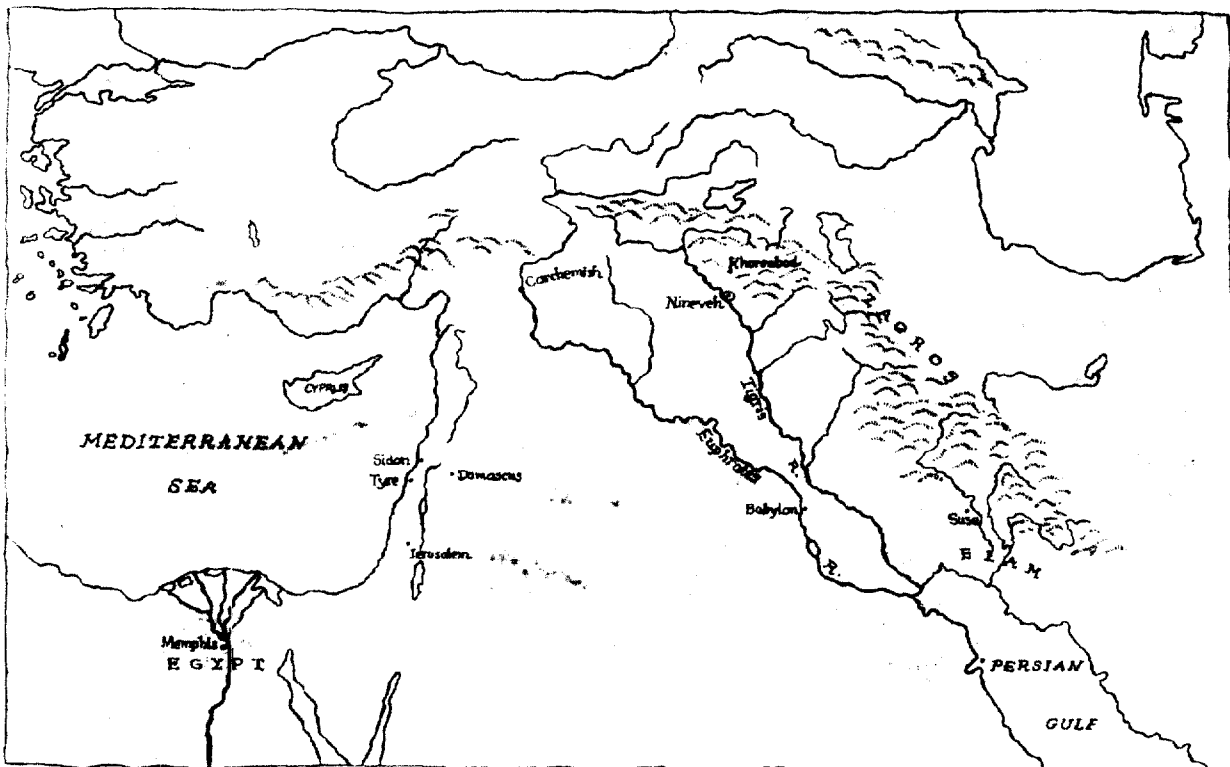 Carchemish
Khorsabad
Nineveh
ZAGROS
CYPRUS
Tigris
R.
MEDITERRANEAN
SEA
Sidon
Tyre
Damascus
Euphrates
R.
Babylon
Susa
ELAM
Jerusalem
Memphis
EGYPT
PERSIAN
GULF